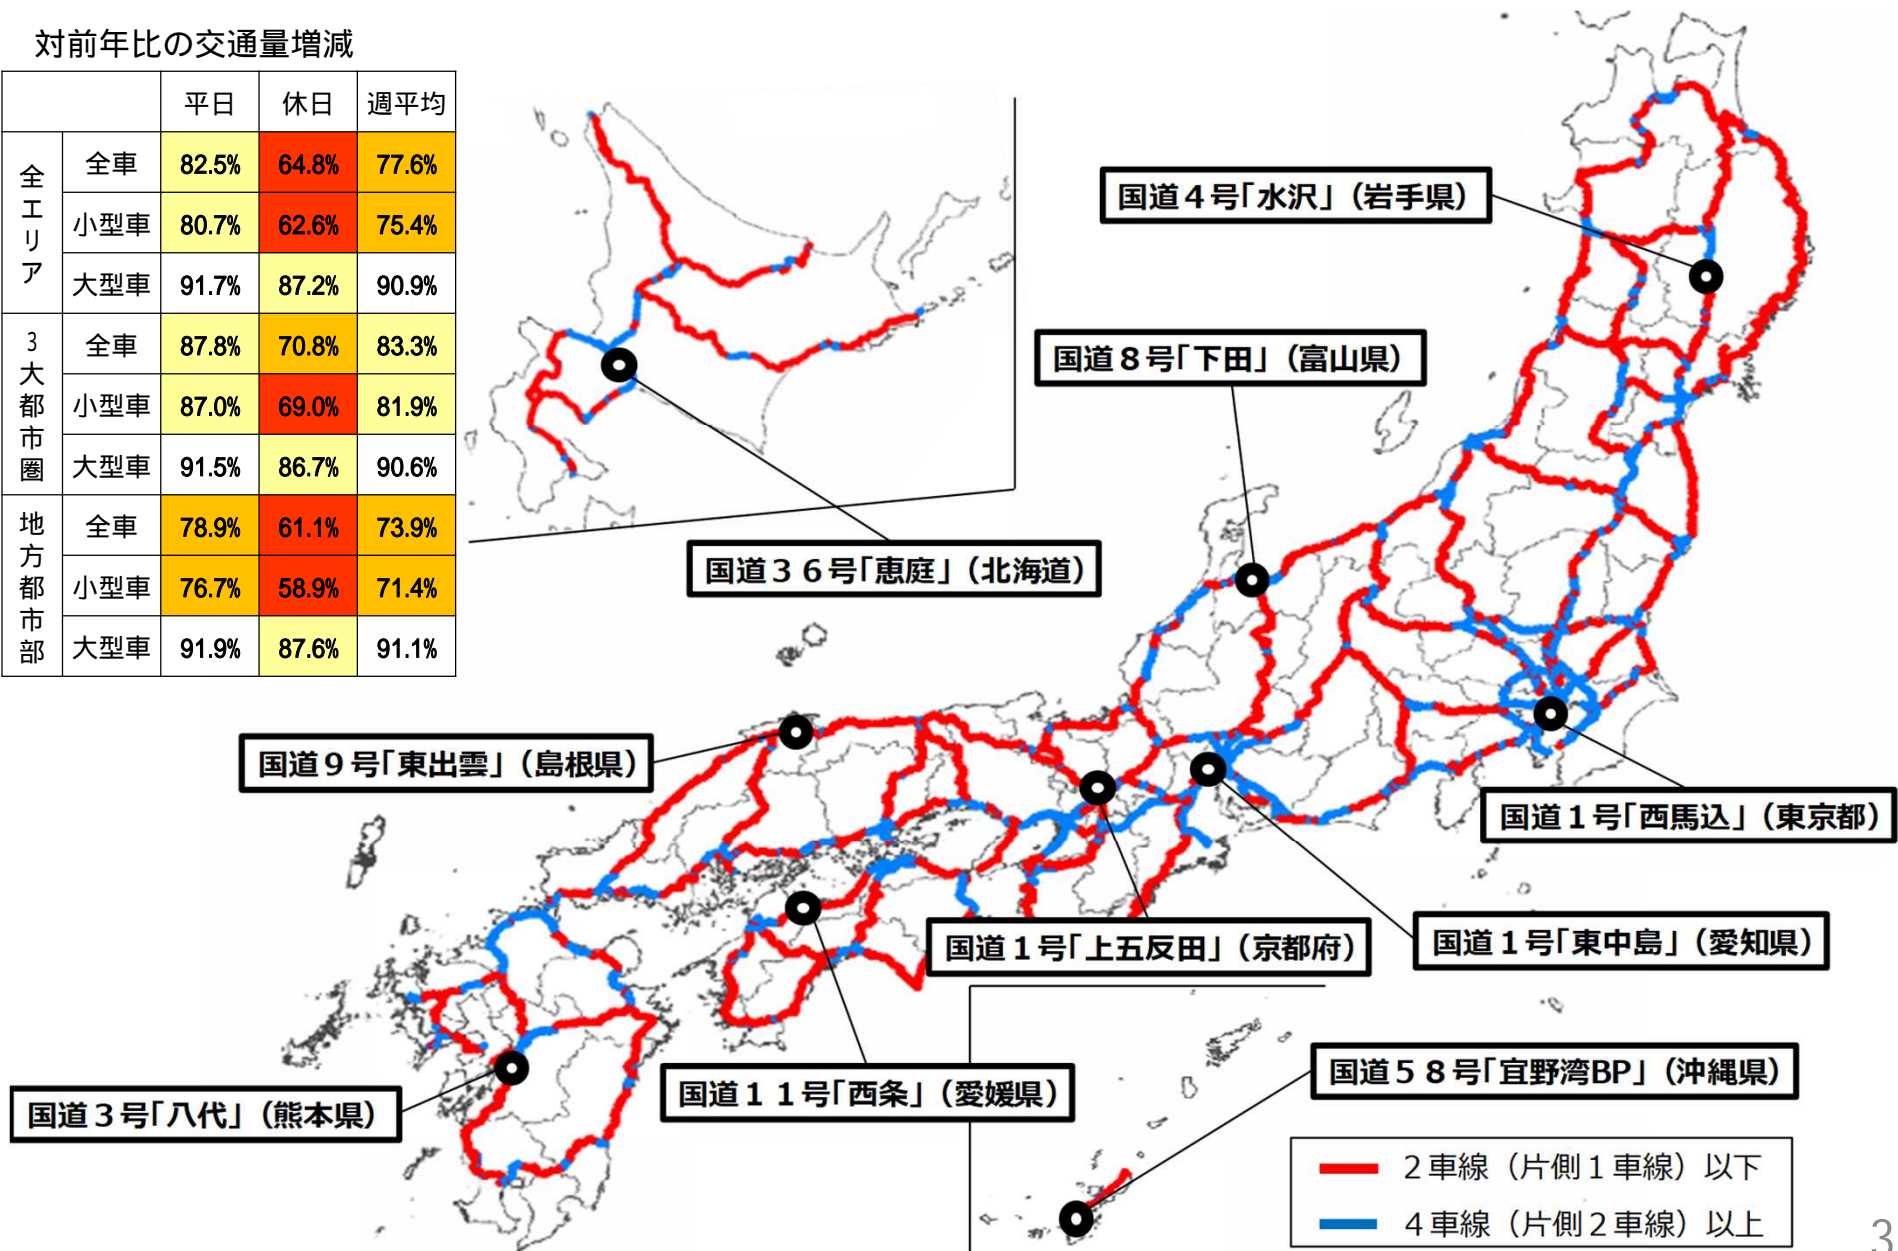 対前年比の交通量増減
平日 休日 週平均
全エリア
全車 82.5% 64.8% 77.6%
小型車 80.7% 62.6% 75.4%
大型車 91.7% 87.2% 90.9%
3大都市圏
全車 87.8% 70.8% 83.3%
小型車 87.0% 69.0% 81.9%
大型車 91.5% 86.7% 90.6%
地方都市部
全車 78.9% 61.1% 73.9%
小型車 76.7% 58.9% 71.4%
大型車 91.9% 87.6% 91.1%
国道４号｢水沢」（岩手県）
国道８号｢下田」（富山県）
国道３６号｢恵庭」（北海道）
国道９号｢東出雲」（島根県）
国道１号｢西馬込」（東京都）
国道１号｢上五反田」（京都府）
国道１号｢東中島」（愛知県）
国道３号｢八代」（熊本県）
国道１１号｢西条」（愛媛県）
国道５８号｢宜野湾BP」（沖縄県）
２車線（片側１車線）以下
４車線（片側２車線）以上
3